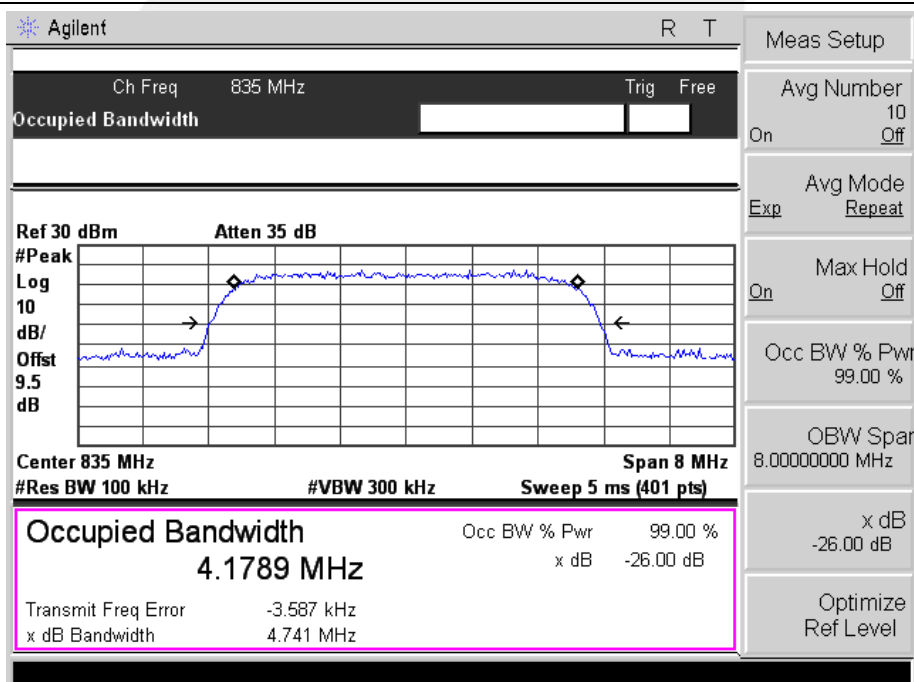 Agilent R T
Ch Freq 835 MHz Trig Free
Occupied Bandwidth
Ref 30 dBm Atten 35 dB
#Peak
Log
10
dB/
Offst
9.5
dB
Center 835 MHz Span 8 MHz
#Res BW 100 kHz #VBW 300 kHz Sweep 5 ms (401 pts)
Occupied Bandwidth
4.1789 MHz
Occ BW % Pwr 99.00 %
x dB -26.00 dB
Transmit Freq Error -3.587 kHz
x dB Bandwidth 4.741 MHz
Meas Setup
Avg Number
10
On Off
Avg Mode
Exp Repeat
Max Hold
On Off
Occ BW % Pwr
99.00 %
OBW Spar
8.00000000 MHz
x dB
-26.00 dB
Optimize
Ref Level